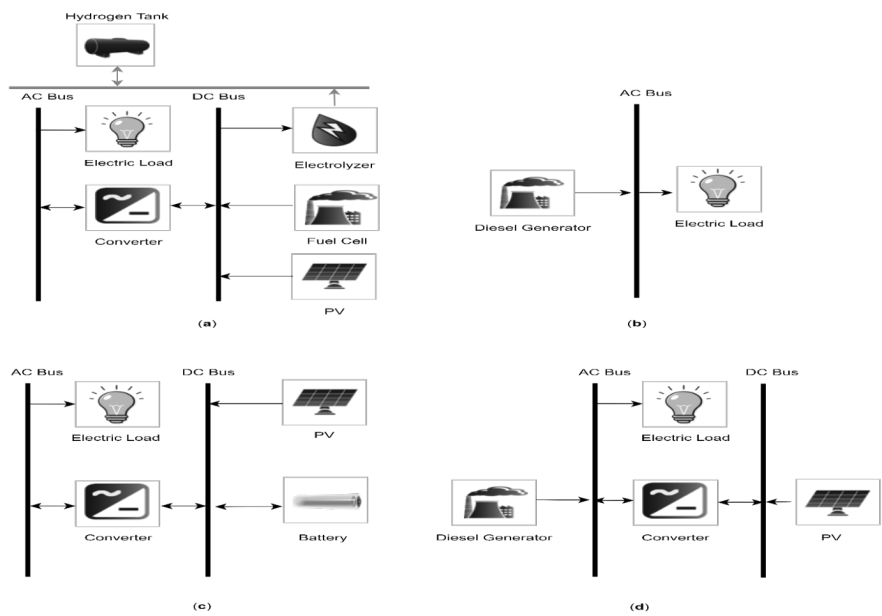 Hydrogen Tank
AC Bus
DC Bus
Electric Load
Electrolyzer
Converter
Fuel Cell
PV
(a)
AC Bus
Diesel Generator
Electric Load
(b)
AC Bus
DC Bus
Electric Load
PV
Converter
Battery
(c)
AC Bus
DC Bus
Electric Load
Diesel Generator
Converter
PV
(d)